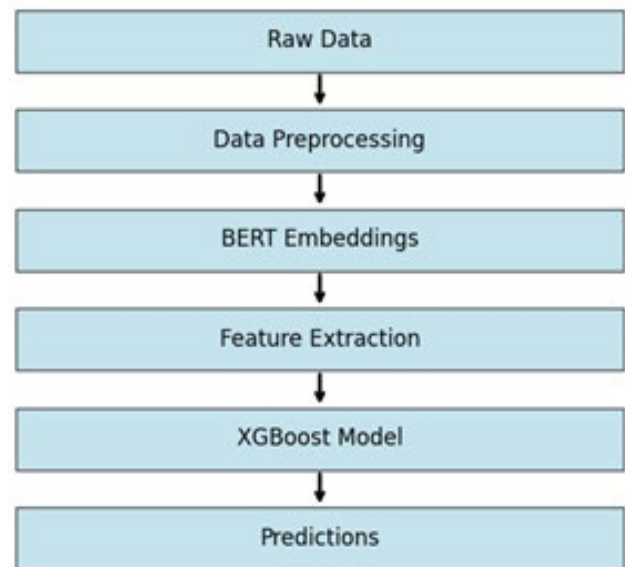 Raw Data
Data Preprocessing
BERT Embeddings
Feature Extraction
XGBoost Model
Predictions